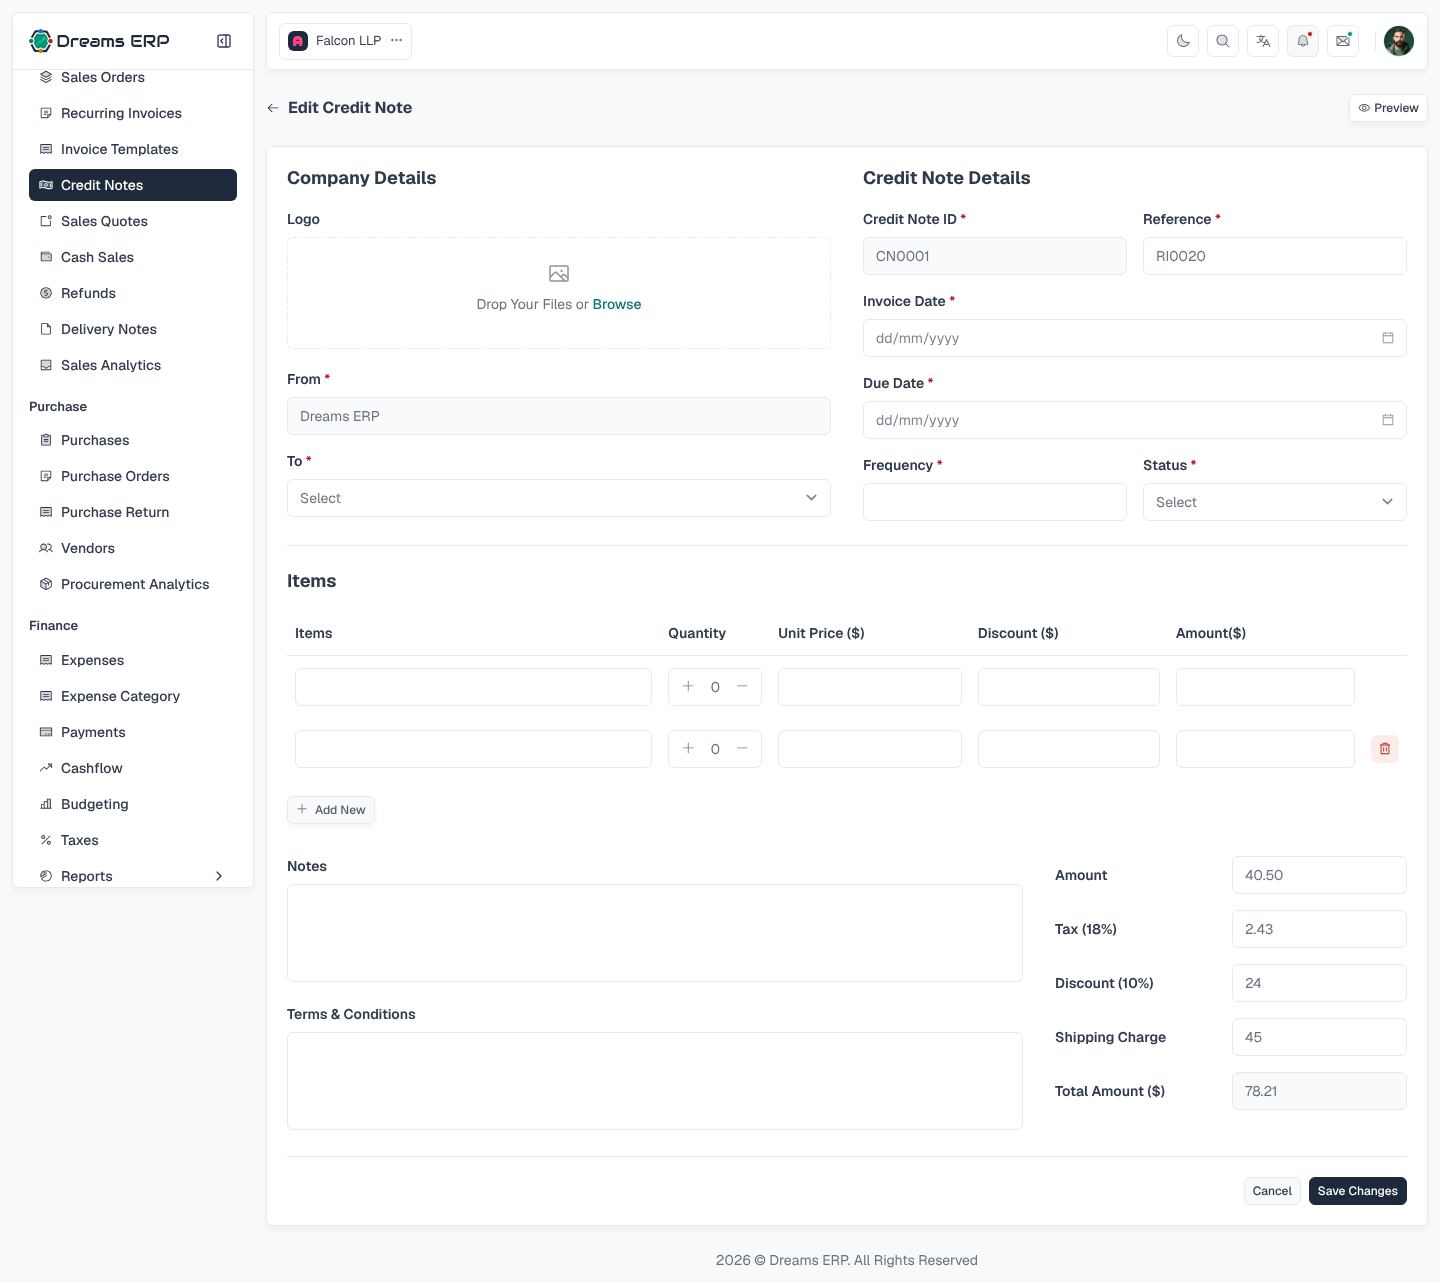 Dreams ERP
Sales Orders
Recurring Invoices
Invoice Templates
Credit Notes
Sales Quotes
Cash Sales
Refunds
Delivery Notes
Sales Analytics
Purchase
Purchases
Purchase Orders
Purchase Return
Vendors
Procurement Analytics
Finance
Expenses
Expense Category
Payments
Cashflow
Budgeting
Taxes
Reports
Falcon LLP
Edit Credit Note
Preview
Company Details
Logo
Drop Your Files or Browse
From *
Dreams ERP
To *
Select
Credit Note Details
Credit Note ID * Reference *
CN0001 RI0020
Invoice Date *
dd/mm/yyyy
Due Date *
dd/mm/yyyy
Frequency * Status *
Select
Items
Items Quantity Unit Price ($) Discount ($) Amount($)
0
0
Add New
Notes
Terms & Conditions
Amount 40.50
Tax (18%) 2.43
Discount (10%) 24
Shipping Charge 45
Total Amount ($) 78.21
Cancel Save Changes
2026 © Dreams ERP. All Rights Reserved